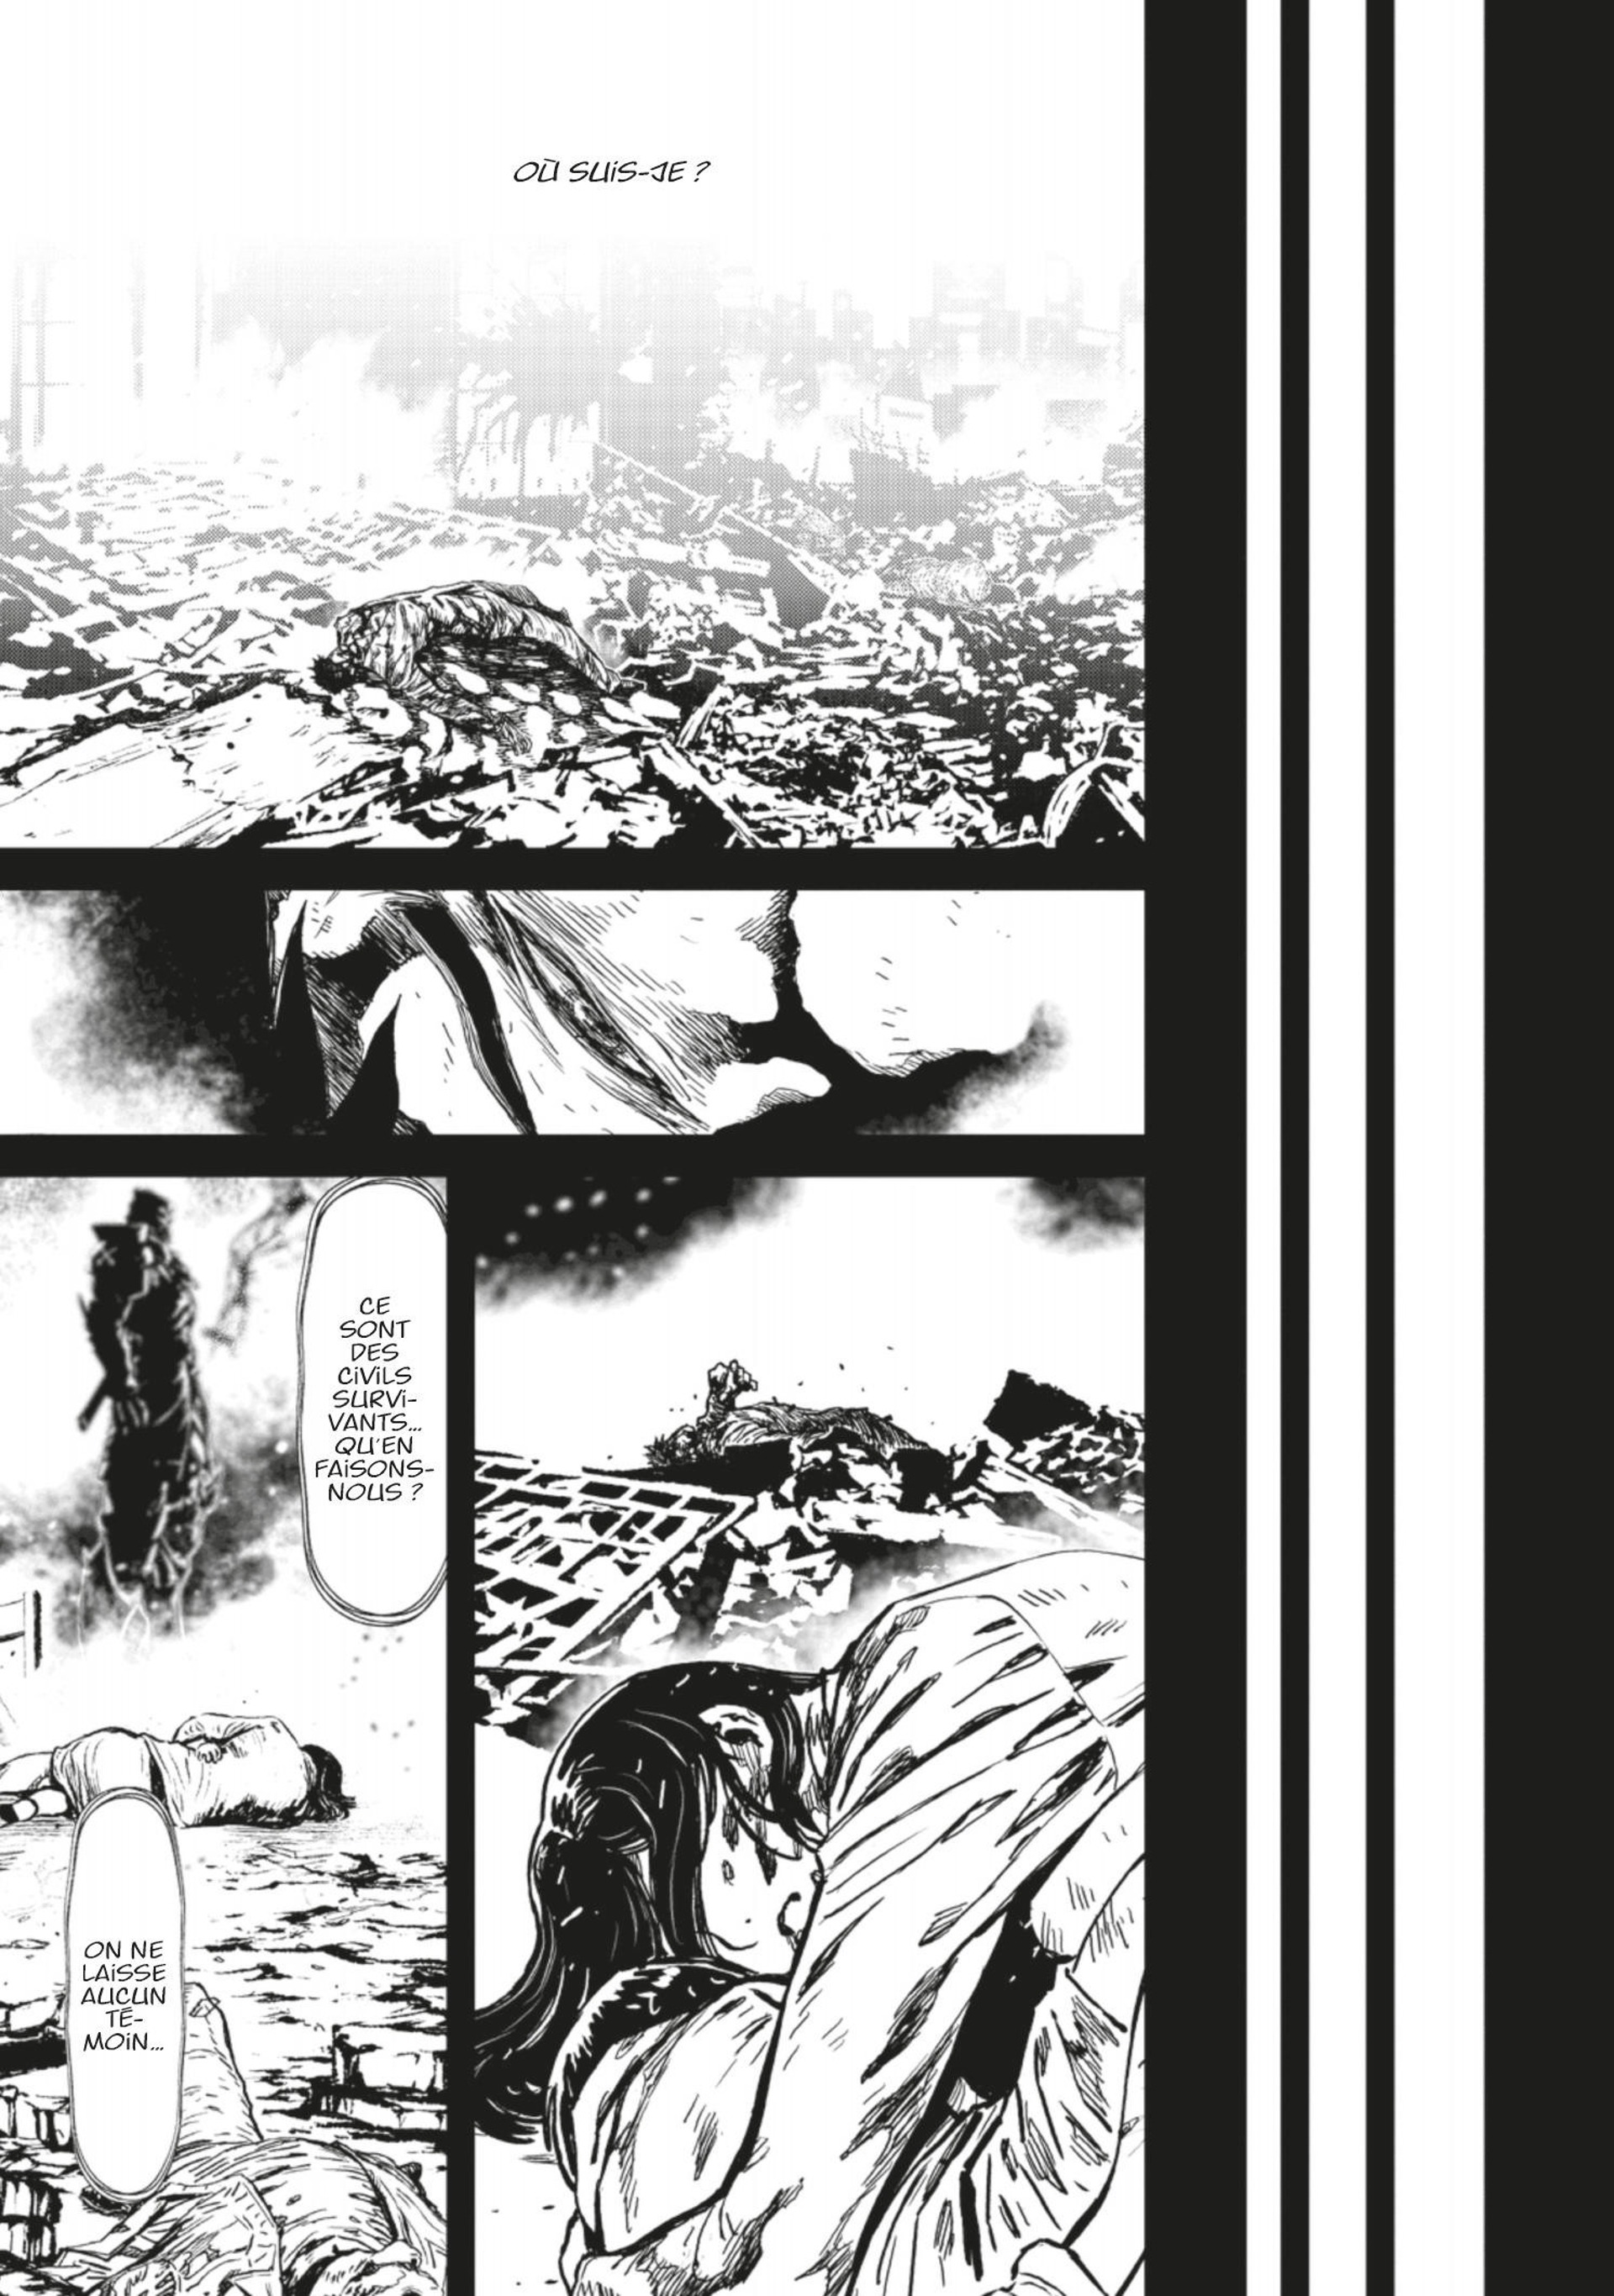 OÙ SUIS-JE ?
CE
SONT
DES
CIVILS
SURVI-
VANTS...
QU'EN
FAISONS-
NOUS ?
ON NE
LAISSE
AUCUN
TÉ-
MOIN...